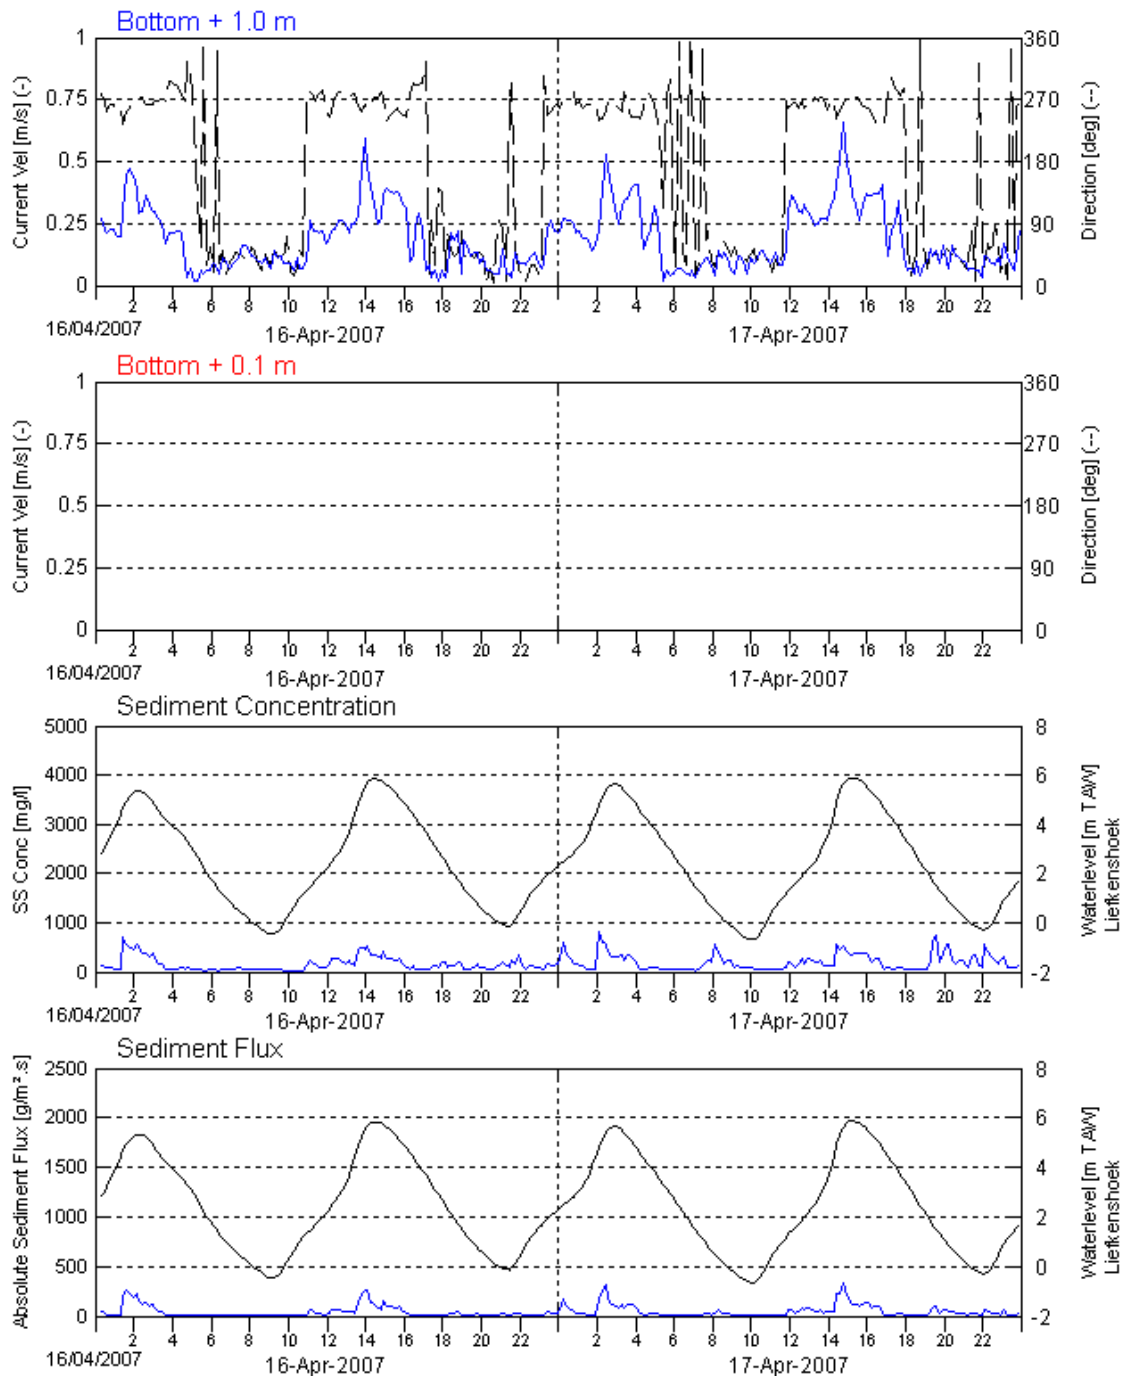 Bottom + 1.0 m
1
0.75
0.5
0.25
0
Current Vel [m/s] (-)
360
270
180
90
0
Direction [deg] (--)
2 4 6 8 10 12 14 16 18 20 22 2 4 6 8 10 12 14 16 18 20 22
16/04/2007
16-Apr-2007 17-Apr-2007
Bottom + 0.1 m
1
0.75
0.5
0.25
0
Current Vel [m/s] (-)
360
270
180
90
0
Direction [deg] (--)
2 4 6 8 10 12 14 16 18 20 22 2 4 6 8 10 12 14 16 18 20 22
16/04/2007
16-Apr-2007 17-Apr-2007
Sediment Concentration
5000
4000
3000
2000
1000
0
SS Conc [mg/l]
8
6
4
2
0
-2
Waterlevel [m TAW]
Liefkenshoek
2 4 6 8 10 12 14 16 18 20 22 2 4 6 8 10 12 14 16 18 20 22
16/04/2007
16-Apr-2007 17-Apr-2007
Sediment Flux
2500
2000
1500
1000
500
0
Absolute Sediment Flux [g/m².s]
8
6
4
2
0
-2
Waterlevel [m TAW]
Liefkenshoek
2 4 6 8 10 12 14 16 18 20 22 2 4 6 8 10 12 14 16 18 20 22
16/04/2007
16-Apr-2007 17-Apr-2007